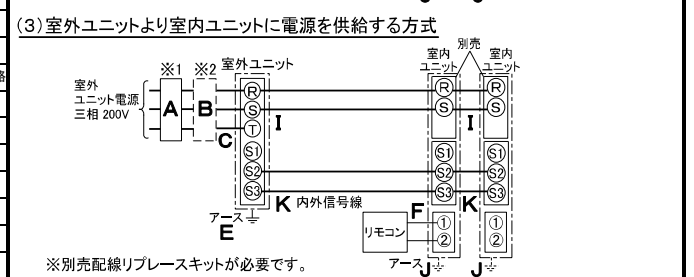 (3)室外ユニットより室内ユニットに電源を供給する方式
※1 ※2 室外ユニット 室内ユニット 別売 室内ユニット
室外
ユニット電源
三相 200V
A B
R R R
S I S I S
C T
S1 S1 S1
S2 S2 S2
S3 K 内外信号線 S3 K S3
アース
E
F
リモコン
① ①
② ②
アース J J
※別売配線リプレースキットが必要です。
路